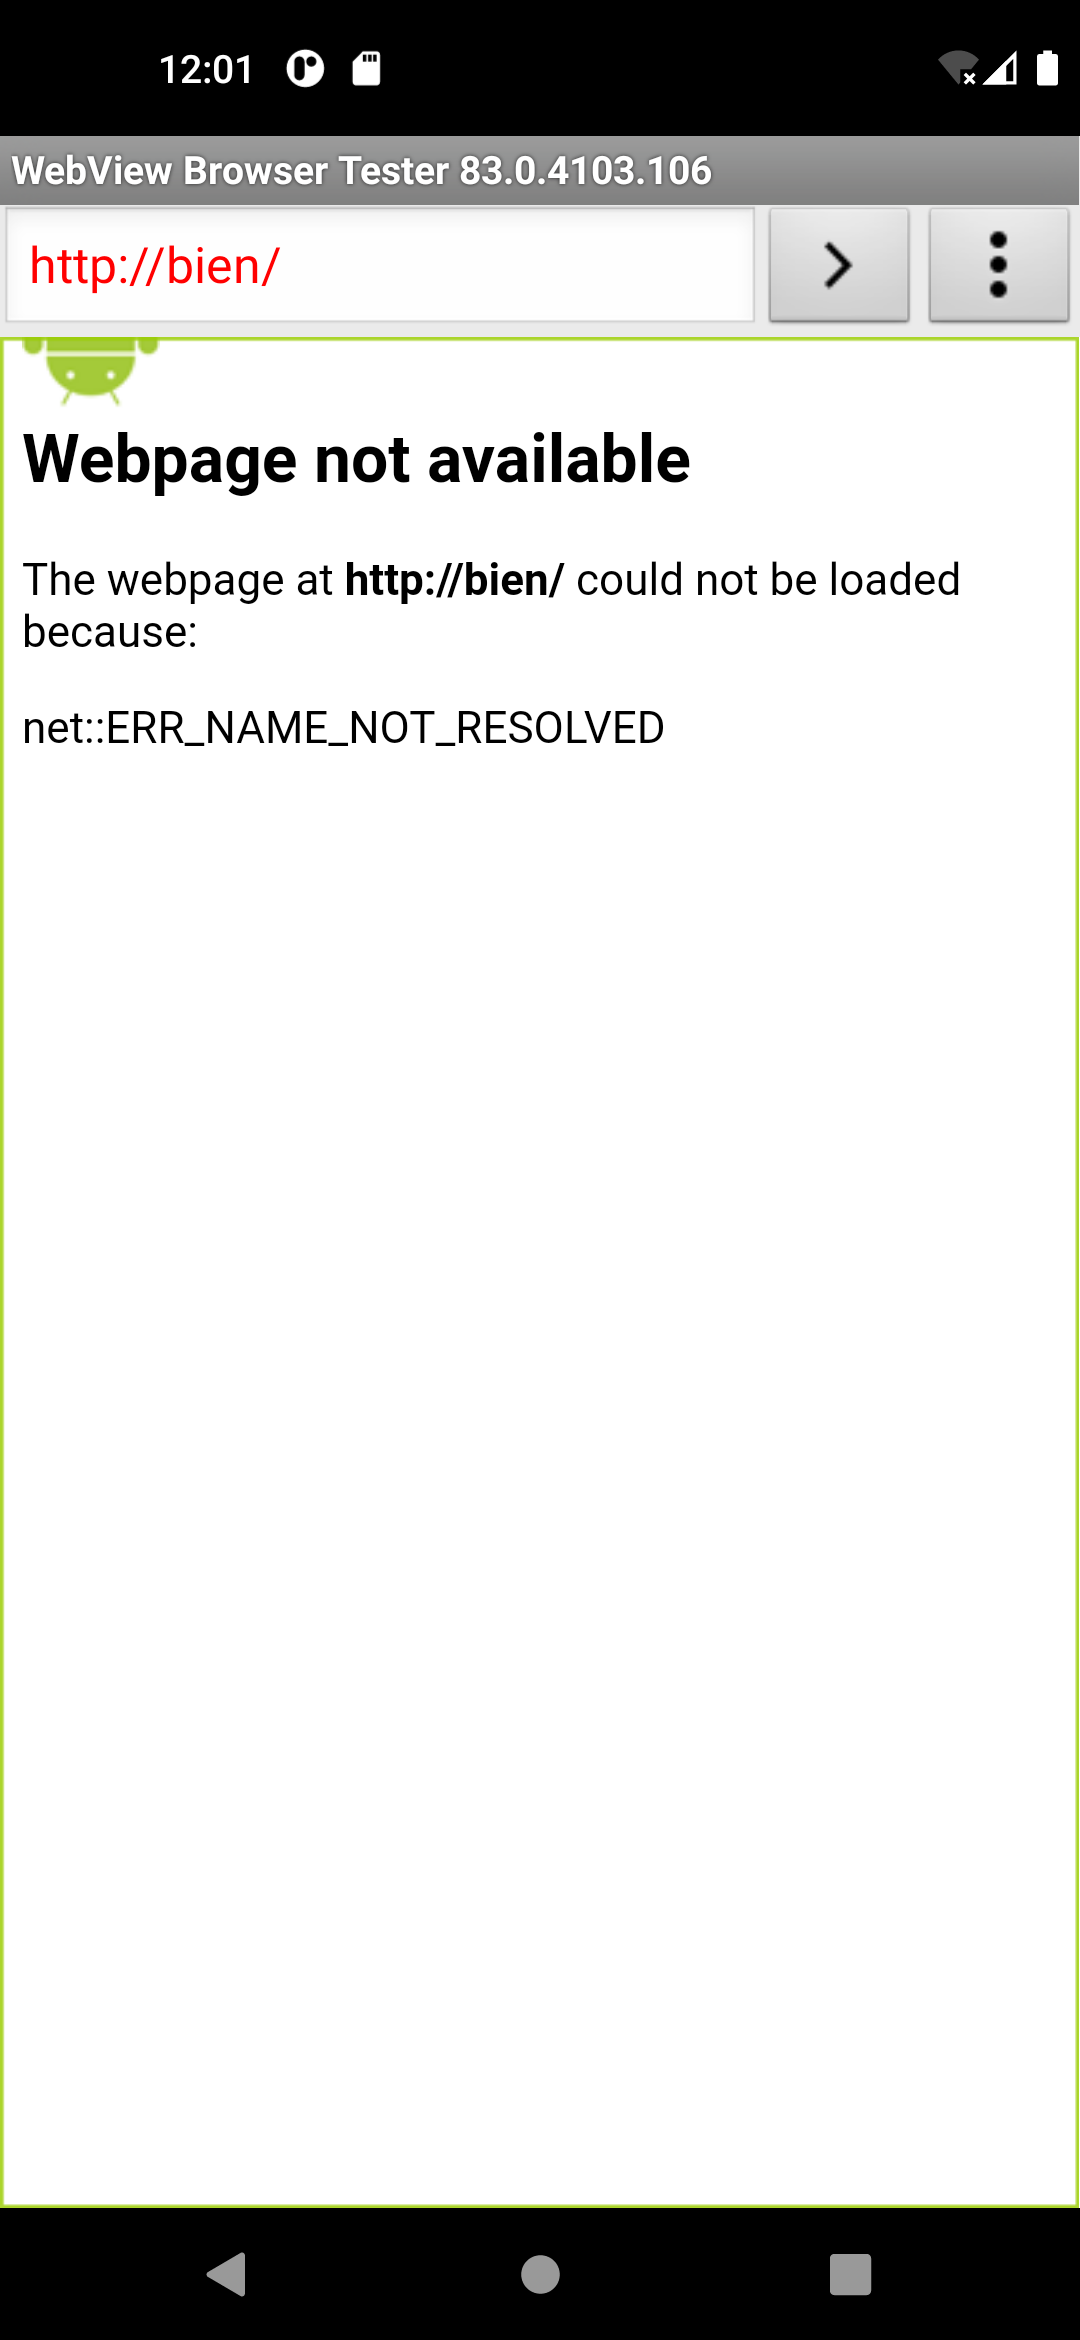 12:01
WebView Browser Tester 83.0.4103.106
http://bien/
Webpage not available
The webpage at http://bien/ could not be loaded
because:
net::ERR_NAME_NOT_RESOLVED